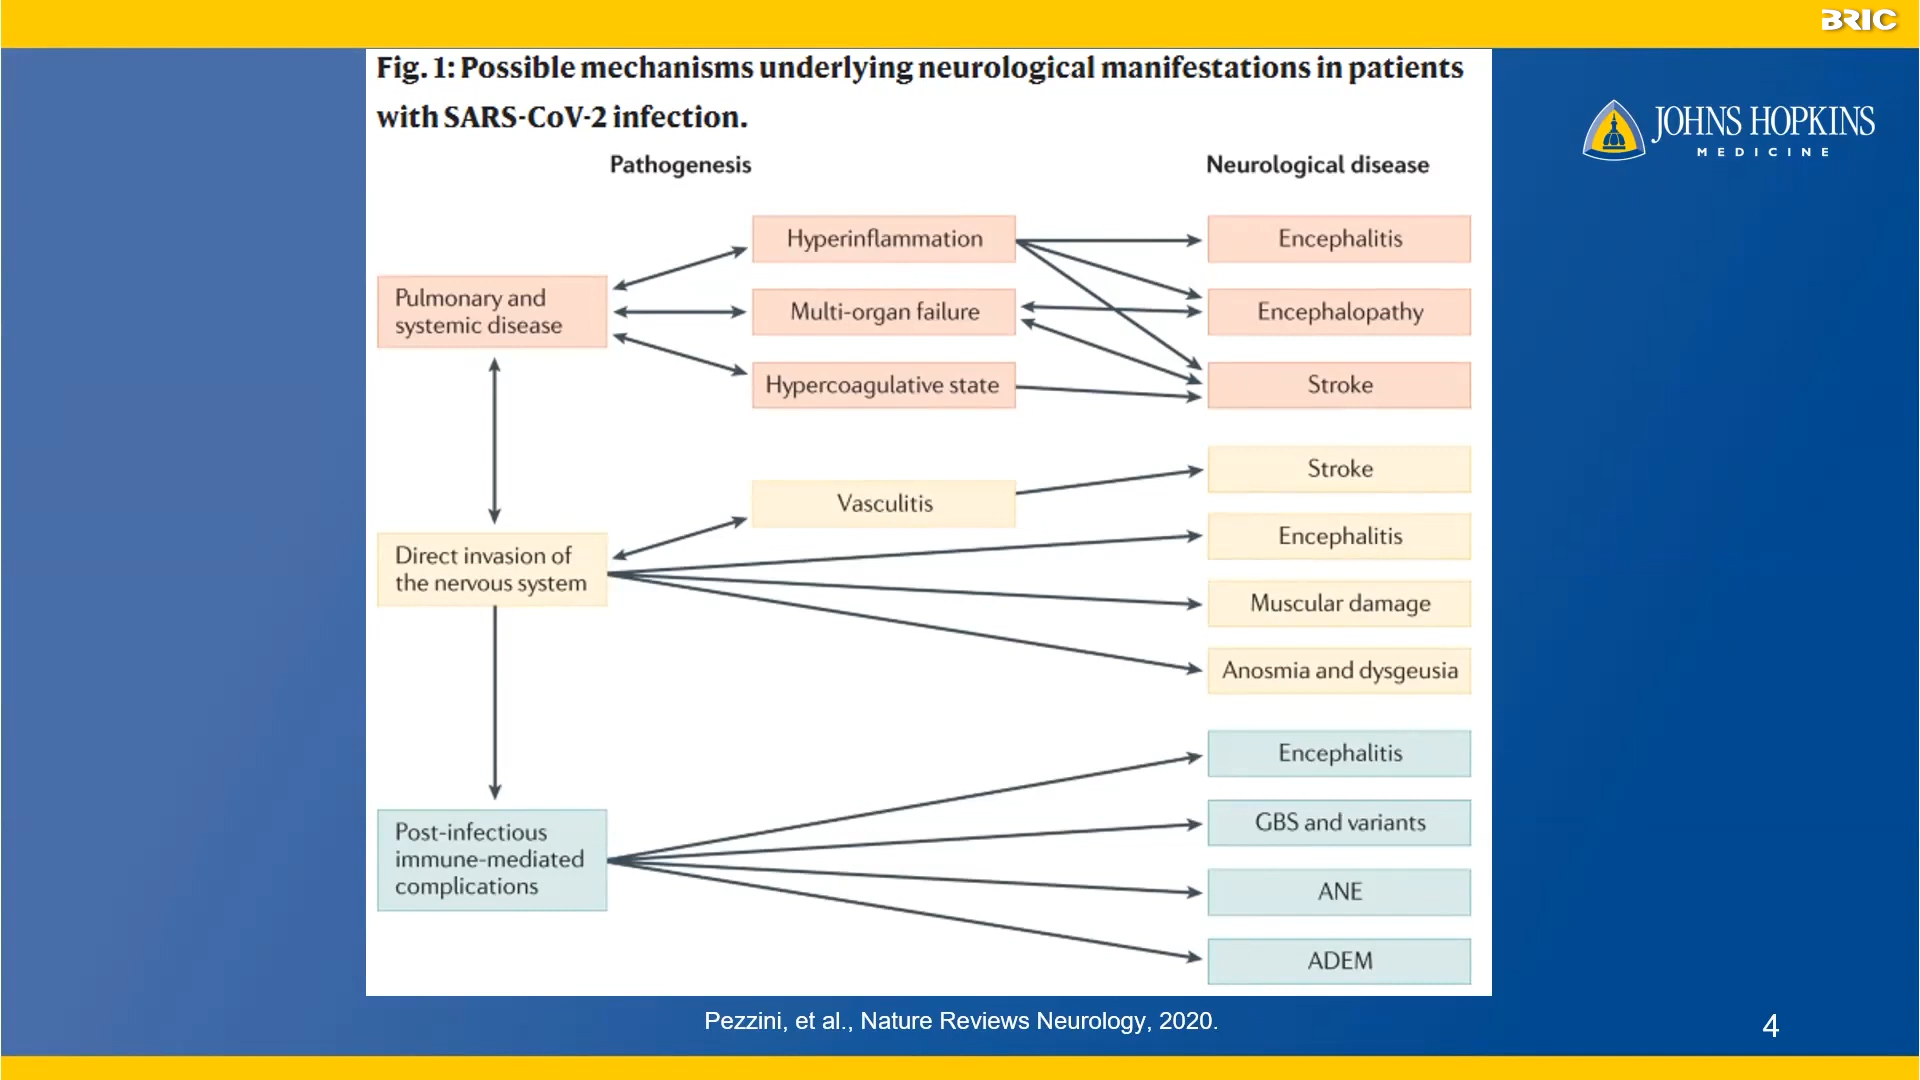 BRIC
Fig. 1: Possible mechanisms underlying neurological manifestations in patients
with SARS-CoV-2 infection.
JOHNS HOPKINS
MEDICINE
Pathogenesis
Neurological disease
Pulmonary and
systemic disease
Hyperinflammation
Multi-organ failure
Hypercoagulative state
Encephalitis
Encephalopathy
Stroke
Direct invasion of
the nervous system
Vasculitis
Stroke
Encephalitis
Muscular damage
Anosmia and dysgeusia
Post-infectious
immune-mediated
complications
Encephalitis
GBS and variants
ANE
ADEM
Pezzini, et al., Nature Reviews Neurology, 2020.
4